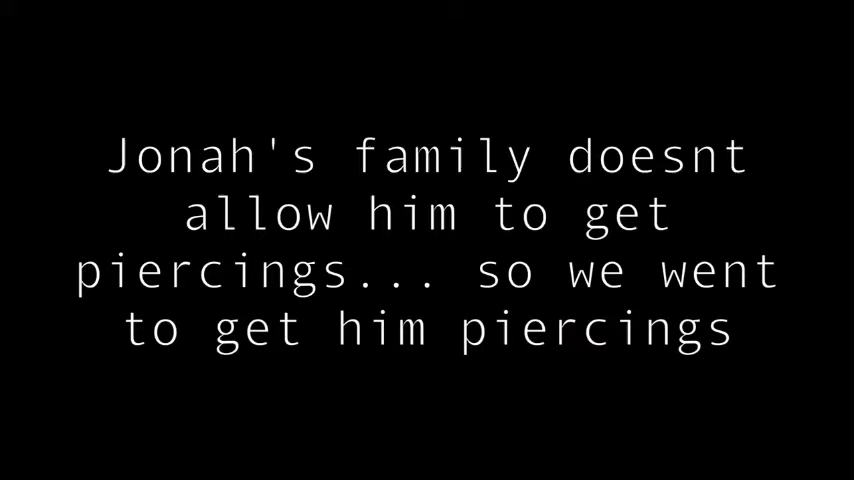 Jonah's family doesnt
allow him to get
piercings... so we went
to get him piercings